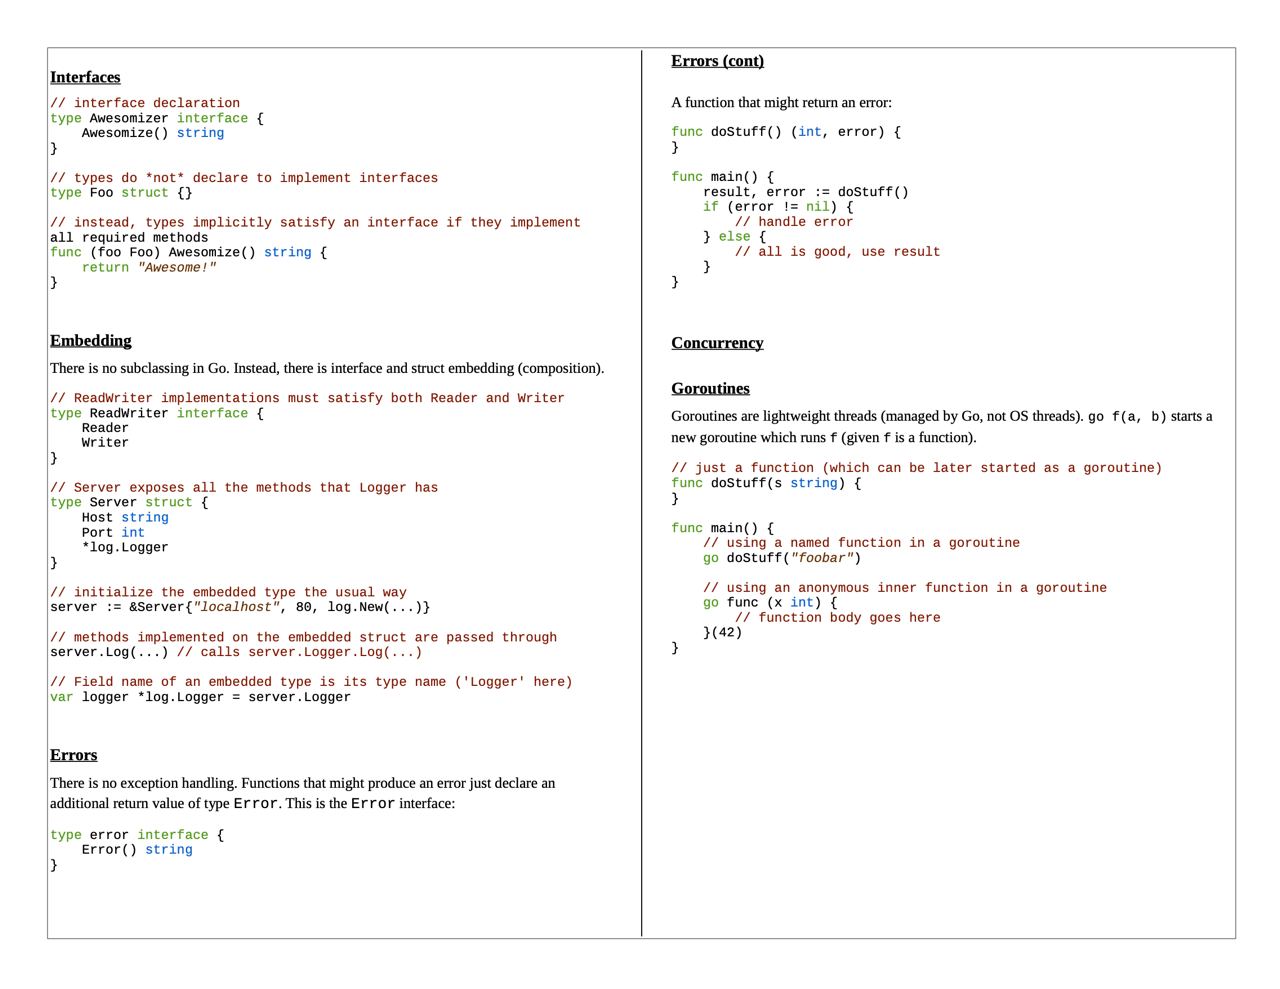 Interfaces
// interface declaration
type Awesomizer interface {
    Awesomize() string
}
// types do *not* declare to implement interfaces
type Foo struct {}
// instead, types implicitly satisfy an interface if they implement
all required methods
func (foo Foo) Awesomize() string {
    return "Awesome!"
}
Embedding
There is no subclassing in Go. Instead, there is interface and struct embedding (composition).
// ReadWriter implementations must satisfy both Reader and Writer
type ReadWriter interface {
    Reader
    Writer
}
// Server exposes all the methods that Logger has
type Server struct {
    Host string
    Port int
    *log.Logger
}
// initialize the embedded type the usual way
server := &Server{"localhost", 80, log.New(...)}
// methods implemented on the embedded struct are passed through
server.Log(...) // calls server.Logger.Log(...)
// Field name of an embedded type is its type name ('Logger' here)
var logger *log.Logger = server.Logger
Errors
There is no exception handling. Functions that might produce an error just declare an
additional return value of type Error. This is the Error interface:
type error interface {
    Error() string
}
Errors (cont)
A function that might return an error:
func doStuff() (int, error) {
}
func main() {
    result, error := doStuff()
    if (error != nil) {
        // handle error
    } else {
        // all is good, use result
    }
}
Concurrency
Goroutines
Goroutines are lightweight threads (managed by Go, not OS threads). go f(a, b) starts a
new goroutine which runs f (given f is a function).
// just a function (which can be later started as a goroutine)
func doStuff(s string) {
}
func main() {
    // using a named function in a goroutine
    go doStuff("foobar")
    // using an anonymous inner function in a goroutine
    go func (x int) {
        // function body goes here
    }(42)
}